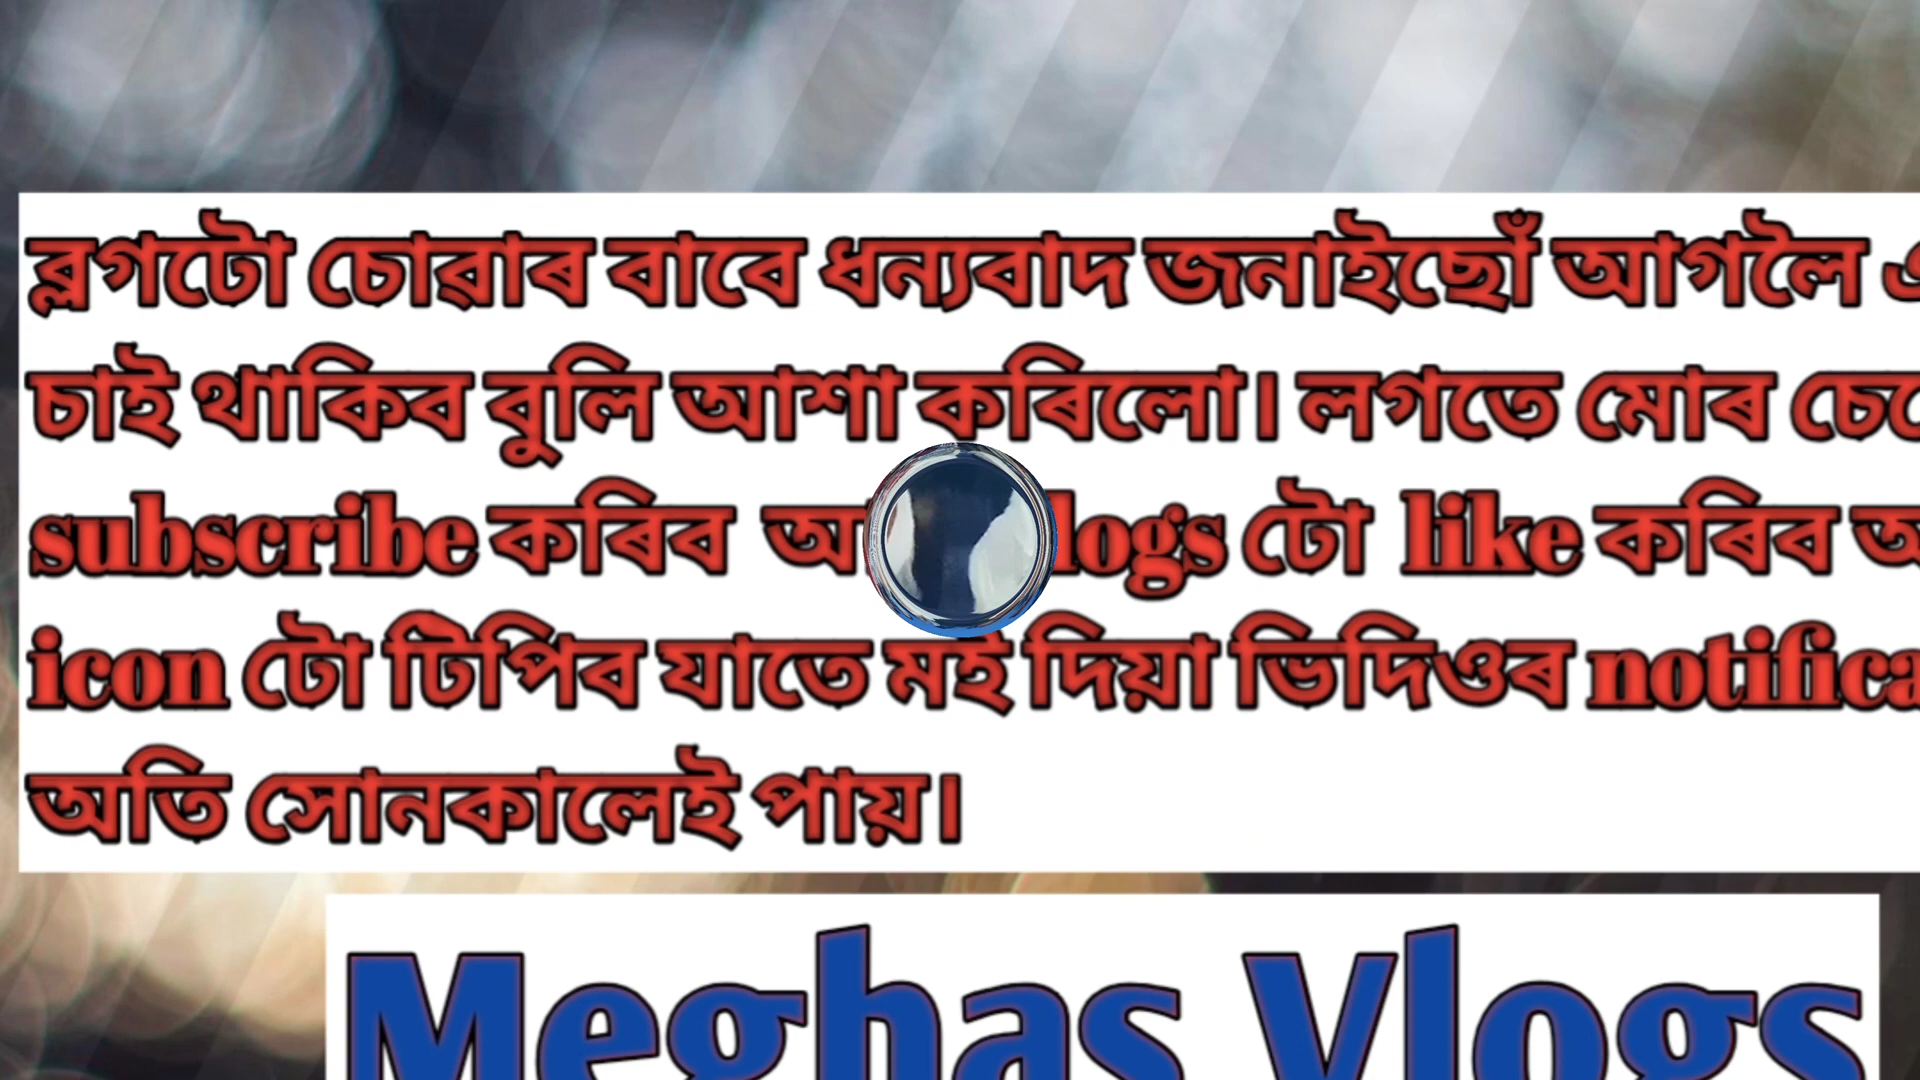 ব্লগটো চোৱাৰ বাবে ধন্যবাদ জনাইছোঁ আগলৈ
চাই থাকিব বুলি আশা কৰিলো। লগতে মোৰ
subscribe কৰিব logs টো like কৰিব
icon টো টিপিব যাতে মই দিয়া ভিদিওৰ
অতি সোনকালেই পায়।
Meghas Vlogs